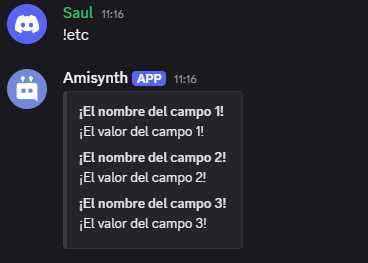 Saul 11:16
!etc
Amisynth APP 11:16
¡El nombre del campo 1!
¡El valor del campo 1!
¡El nombre del campo 2!
¡El valor del campo 2!
¡El nombre del campo 3!
¡El valor del campo 3!